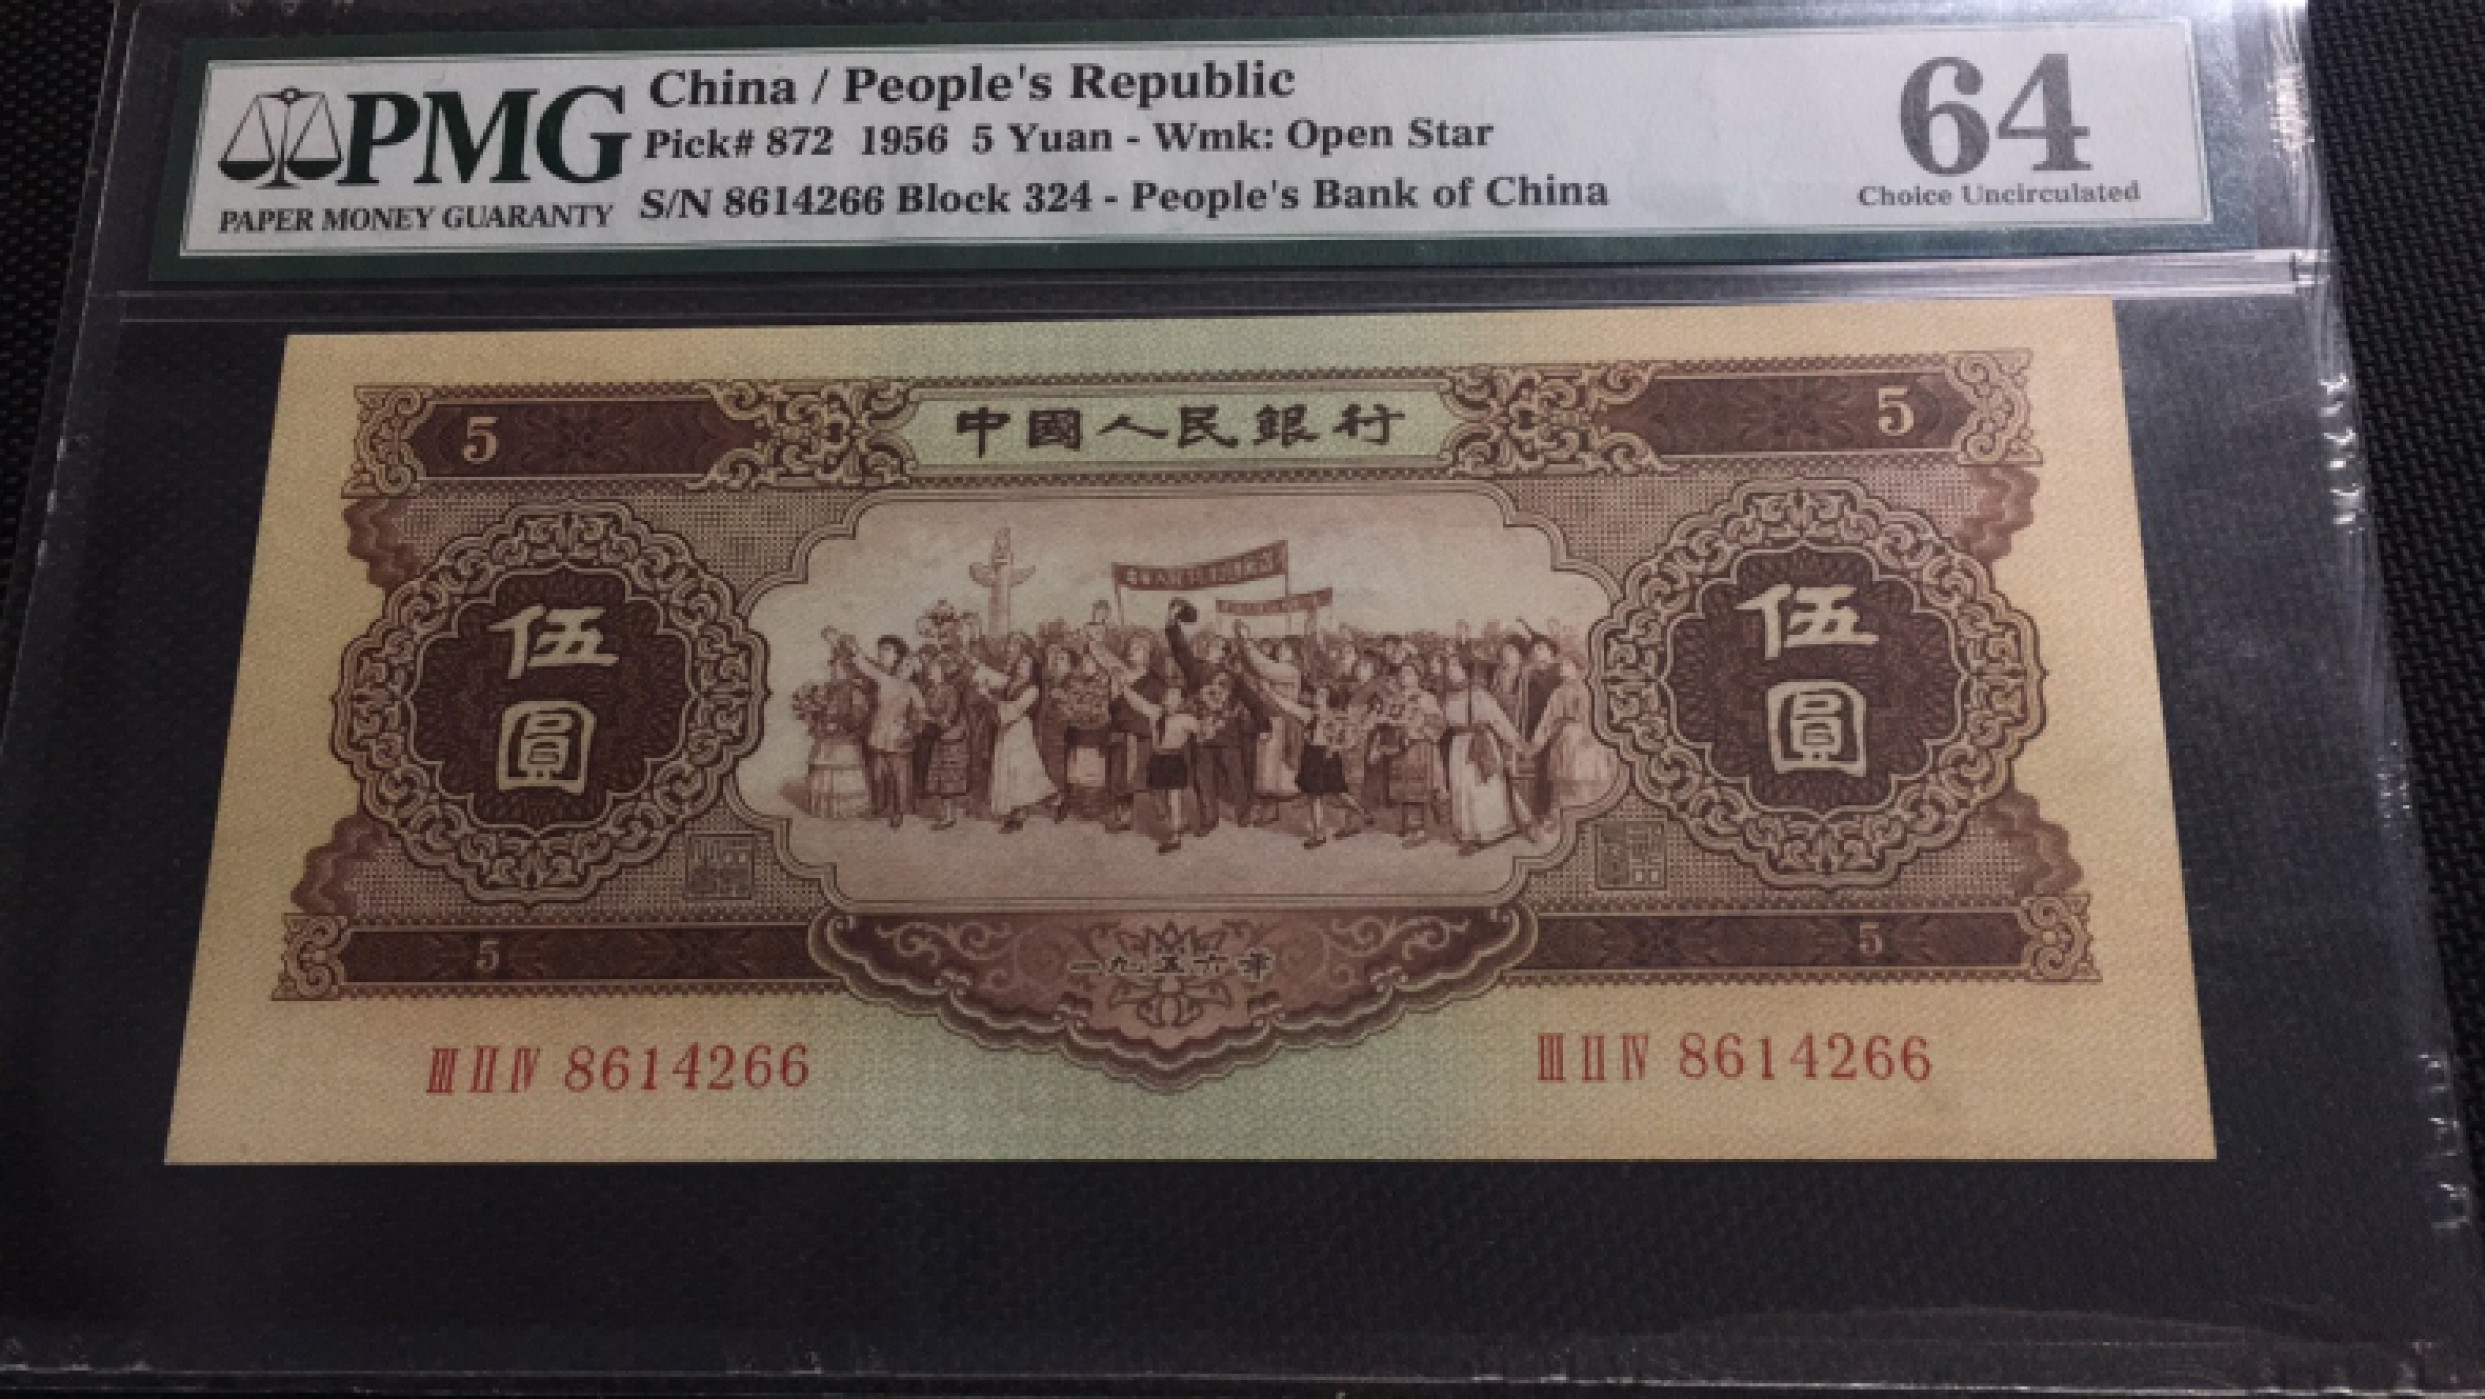 PMG
PAPER MONEY GUARANTY
China / People's Republic
Pick# 872 1956 5 Yuan - Wmk: Open Star
S/N 8614266 Block 324 - People's Bank of China
64
Choice Uncirculated
5
中國人民銀行
5
伍圓
伍圓
5
一九五六年
5
III II IV 8614266
III II IV 8614266